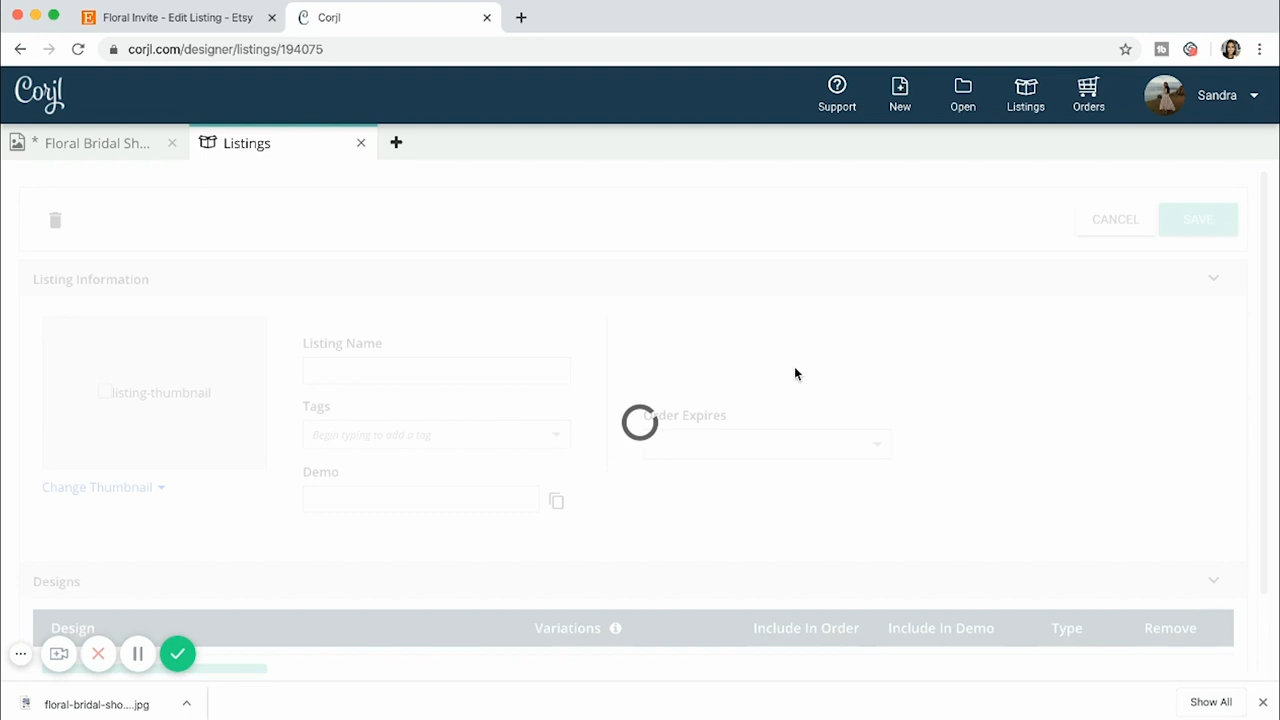 Floral Invite - Edit Listing - Etsy
Corjl
corjl.com/designer/listings/194075
Corjl
Support
New
Open
Listings
Orders
Sandra
* Floral Bridal Sh...
Listings
CANCEL
SAVE
Listing Information
listing-thumbnail
Change Thumbnail
Listing Name
Tags
Begin typing to add a tag
Demo
Order Expires
Designs
Design
Variations
Include In Order
Include In Demo
Type
Remove
floral-bridal-sho....jpg
Show All